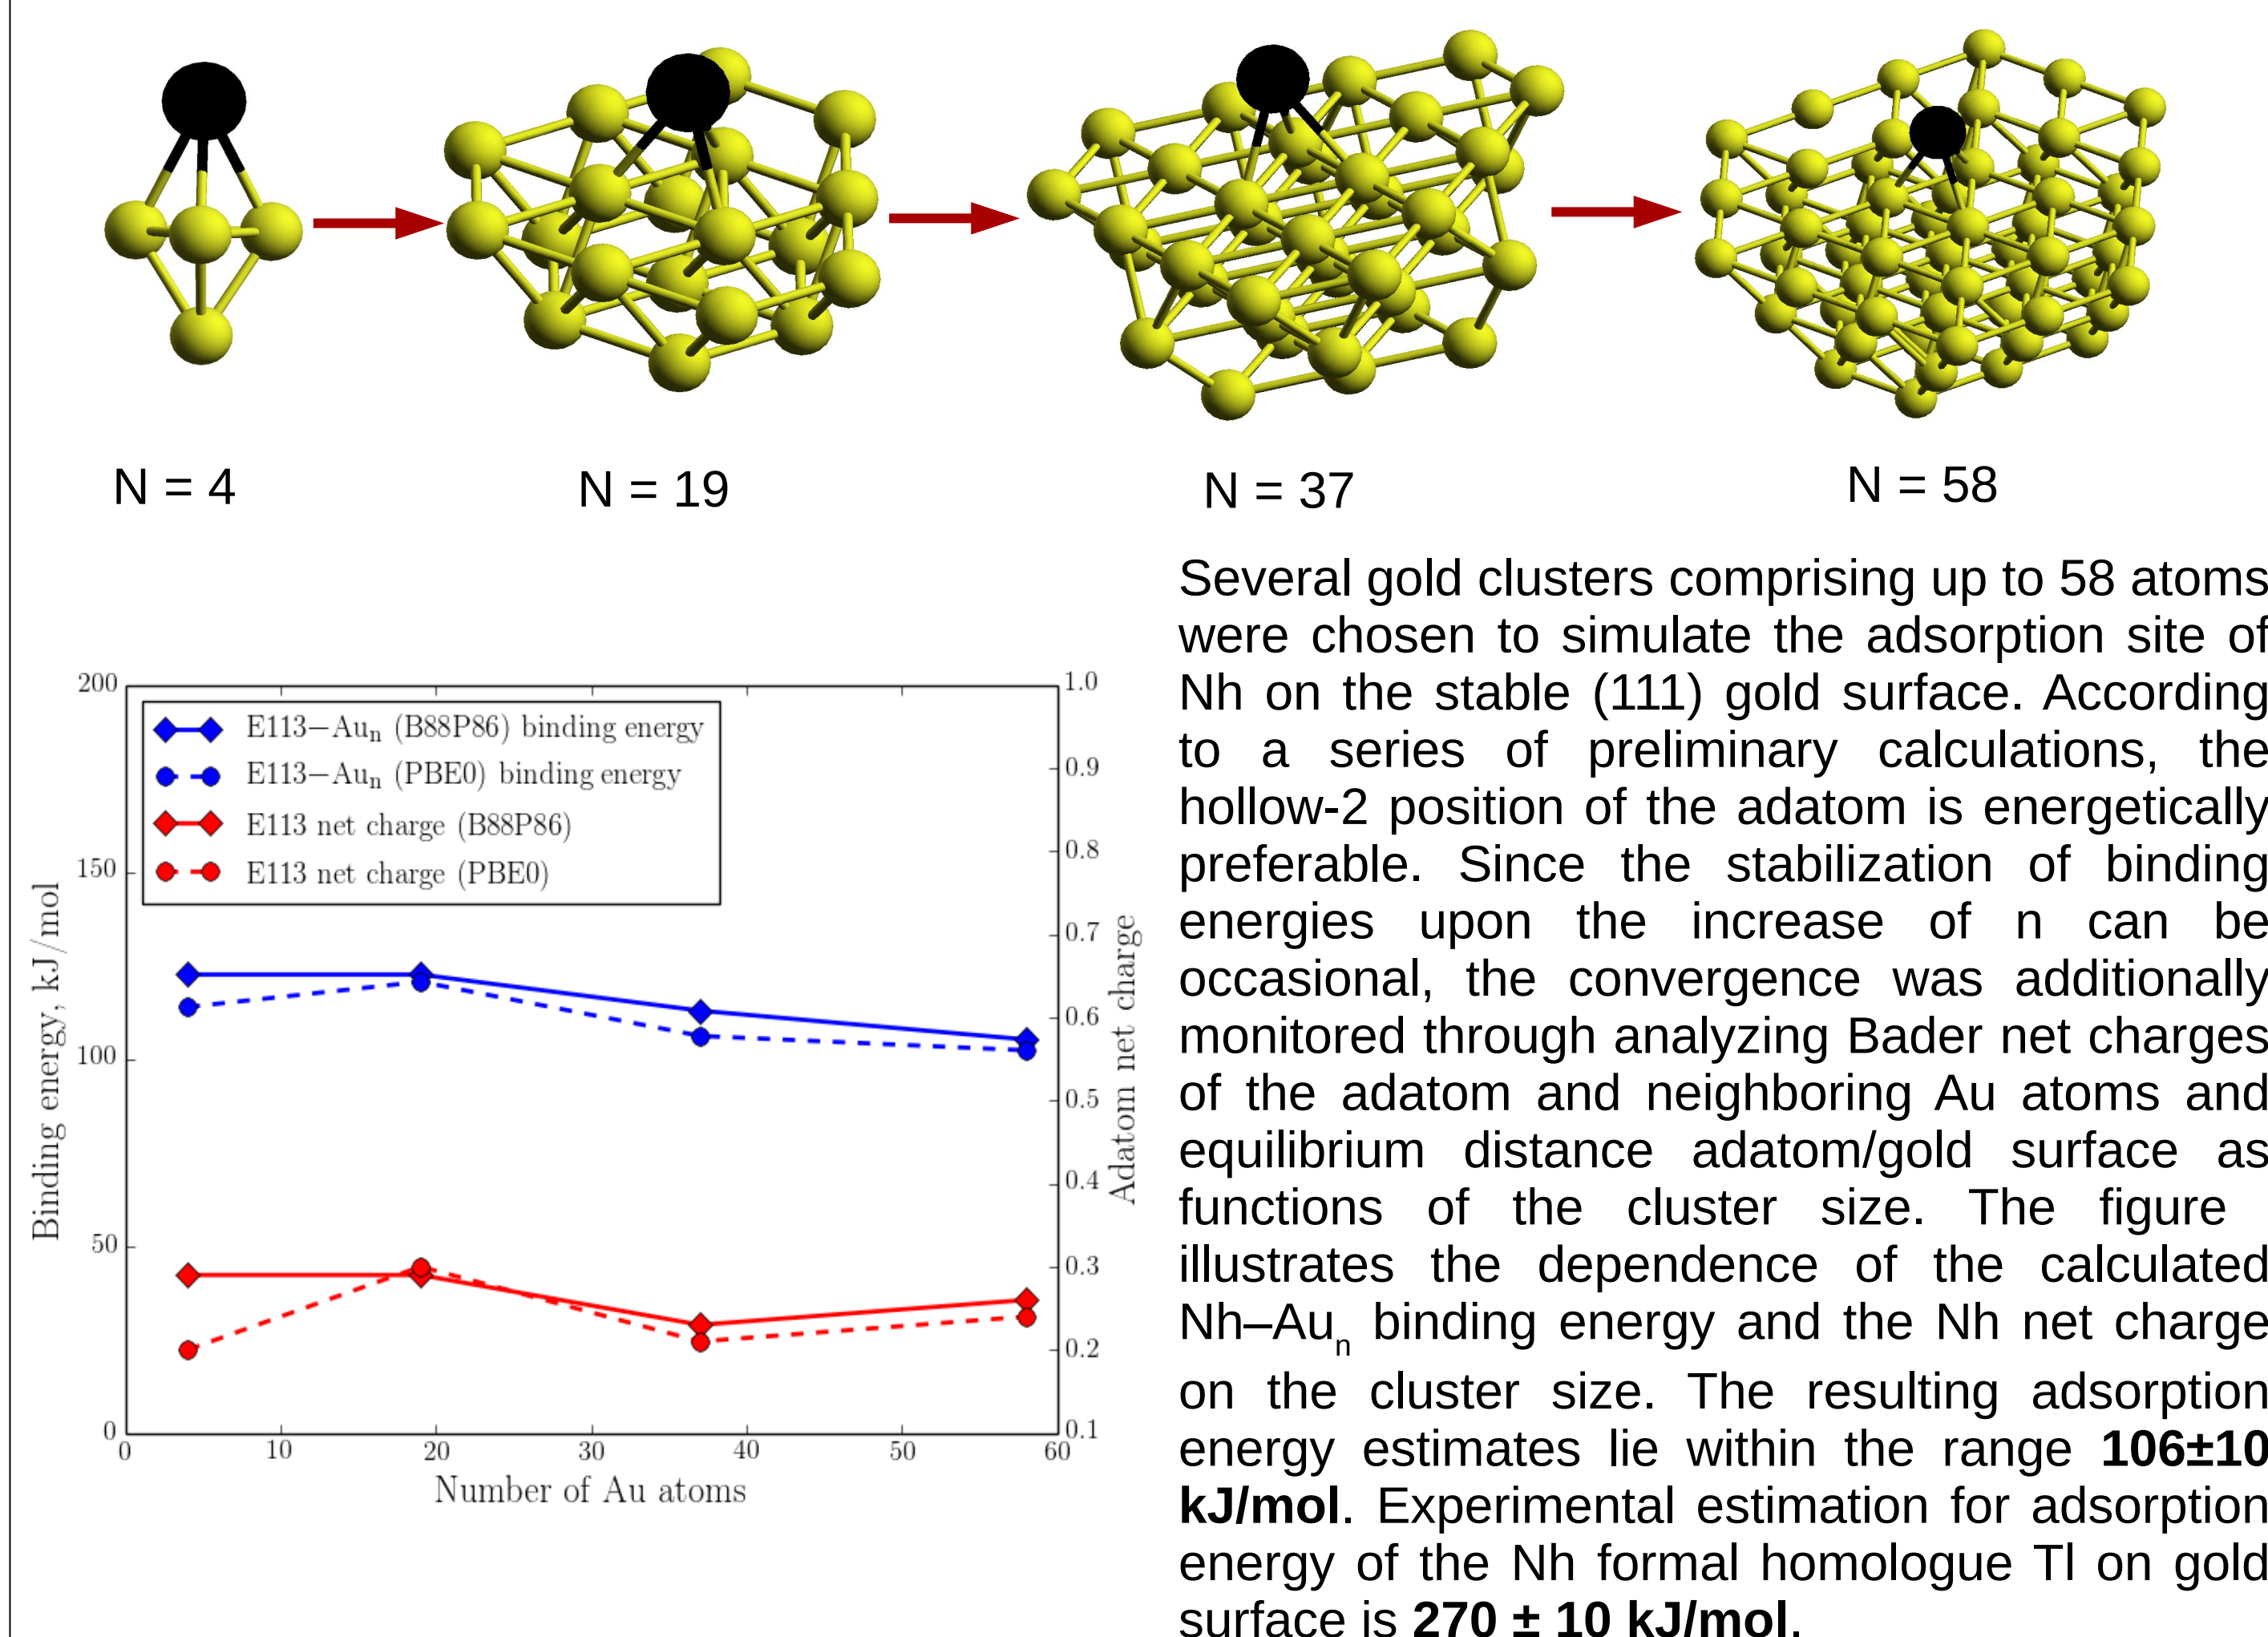 N = 4
N = 19
N = 37
N = 58
200
150
100
50
0
Binding energy, kJ/mol
E113−Auₙ (B88P86) binding energy
E113−Auₙ (PBE0) binding energy
E113 net charge (B88P86)
E113 net charge (PBE0)
1.0
0.9
0.8
0.7
0.6
0.5
0.4
0.3
0.2
0.1
Adatom net charge
0 10 20 30 40 50 60
Number of Au atoms
Several gold clusters comprising up to 58 atoms
were chosen to simulate the adsorption site of
Nh on the stable (111) gold surface. According
to a series of preliminary calculations, the
hollow-2 position of the adatom is energetically
preferable. Since the stabilization of binding
energies upon the increase of n can be
occasional, the convergence was additionally
monitored through analyzing Bader net charges
of the adatom and neighboring Au atoms and
equilibrium distance adatom/gold surface as
functions of the cluster size. The figure
illustrates the dependence of the calculated
Nh–Auₙ binding energy and the Nh net charge
on the cluster size. The resulting adsorption
energy estimates lie within the range 106±10
kJ/mol. Experimental estimation for adsorption
energy of the Nh formal homologue Tl on gold
surface is 270 ± 10 kJ/mol.